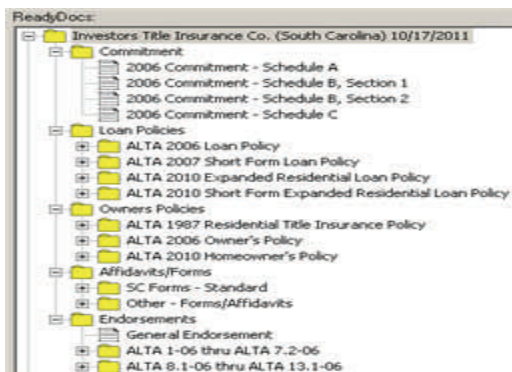 ReadyDocs:
Investors Title Insurance Co. (South Carolina) 10/17/2011
Commitment
2006 Commitment - Schedule A
2006 Commitment - Schedule B, Section 1
2006 Commitment - Schedule B, Section 2
2006 Commitment - Schedule C
Loan Policies
ALTA 2006 Loan Policy
ALTA 2007 Short Form Loan Policy
ALTA 2010 Expanded Residential Loan Policy
ALTA 2010 Short Form Expanded Residential Loan Policy
Owners Policies
ALTA 1987 Residential Title Insurance Policy
ALTA 2006 Owner's Policy
ALTA 2010 Homeowner's Policy
Affidavits/Forms
SC Forms - Standard
Other - Forms/Affidavits
Endorsements
General Endorsement
ALTA 1-06 thru ALTA 7.2-06
ALTA 8.1-06 thru ALTA 13.1-06